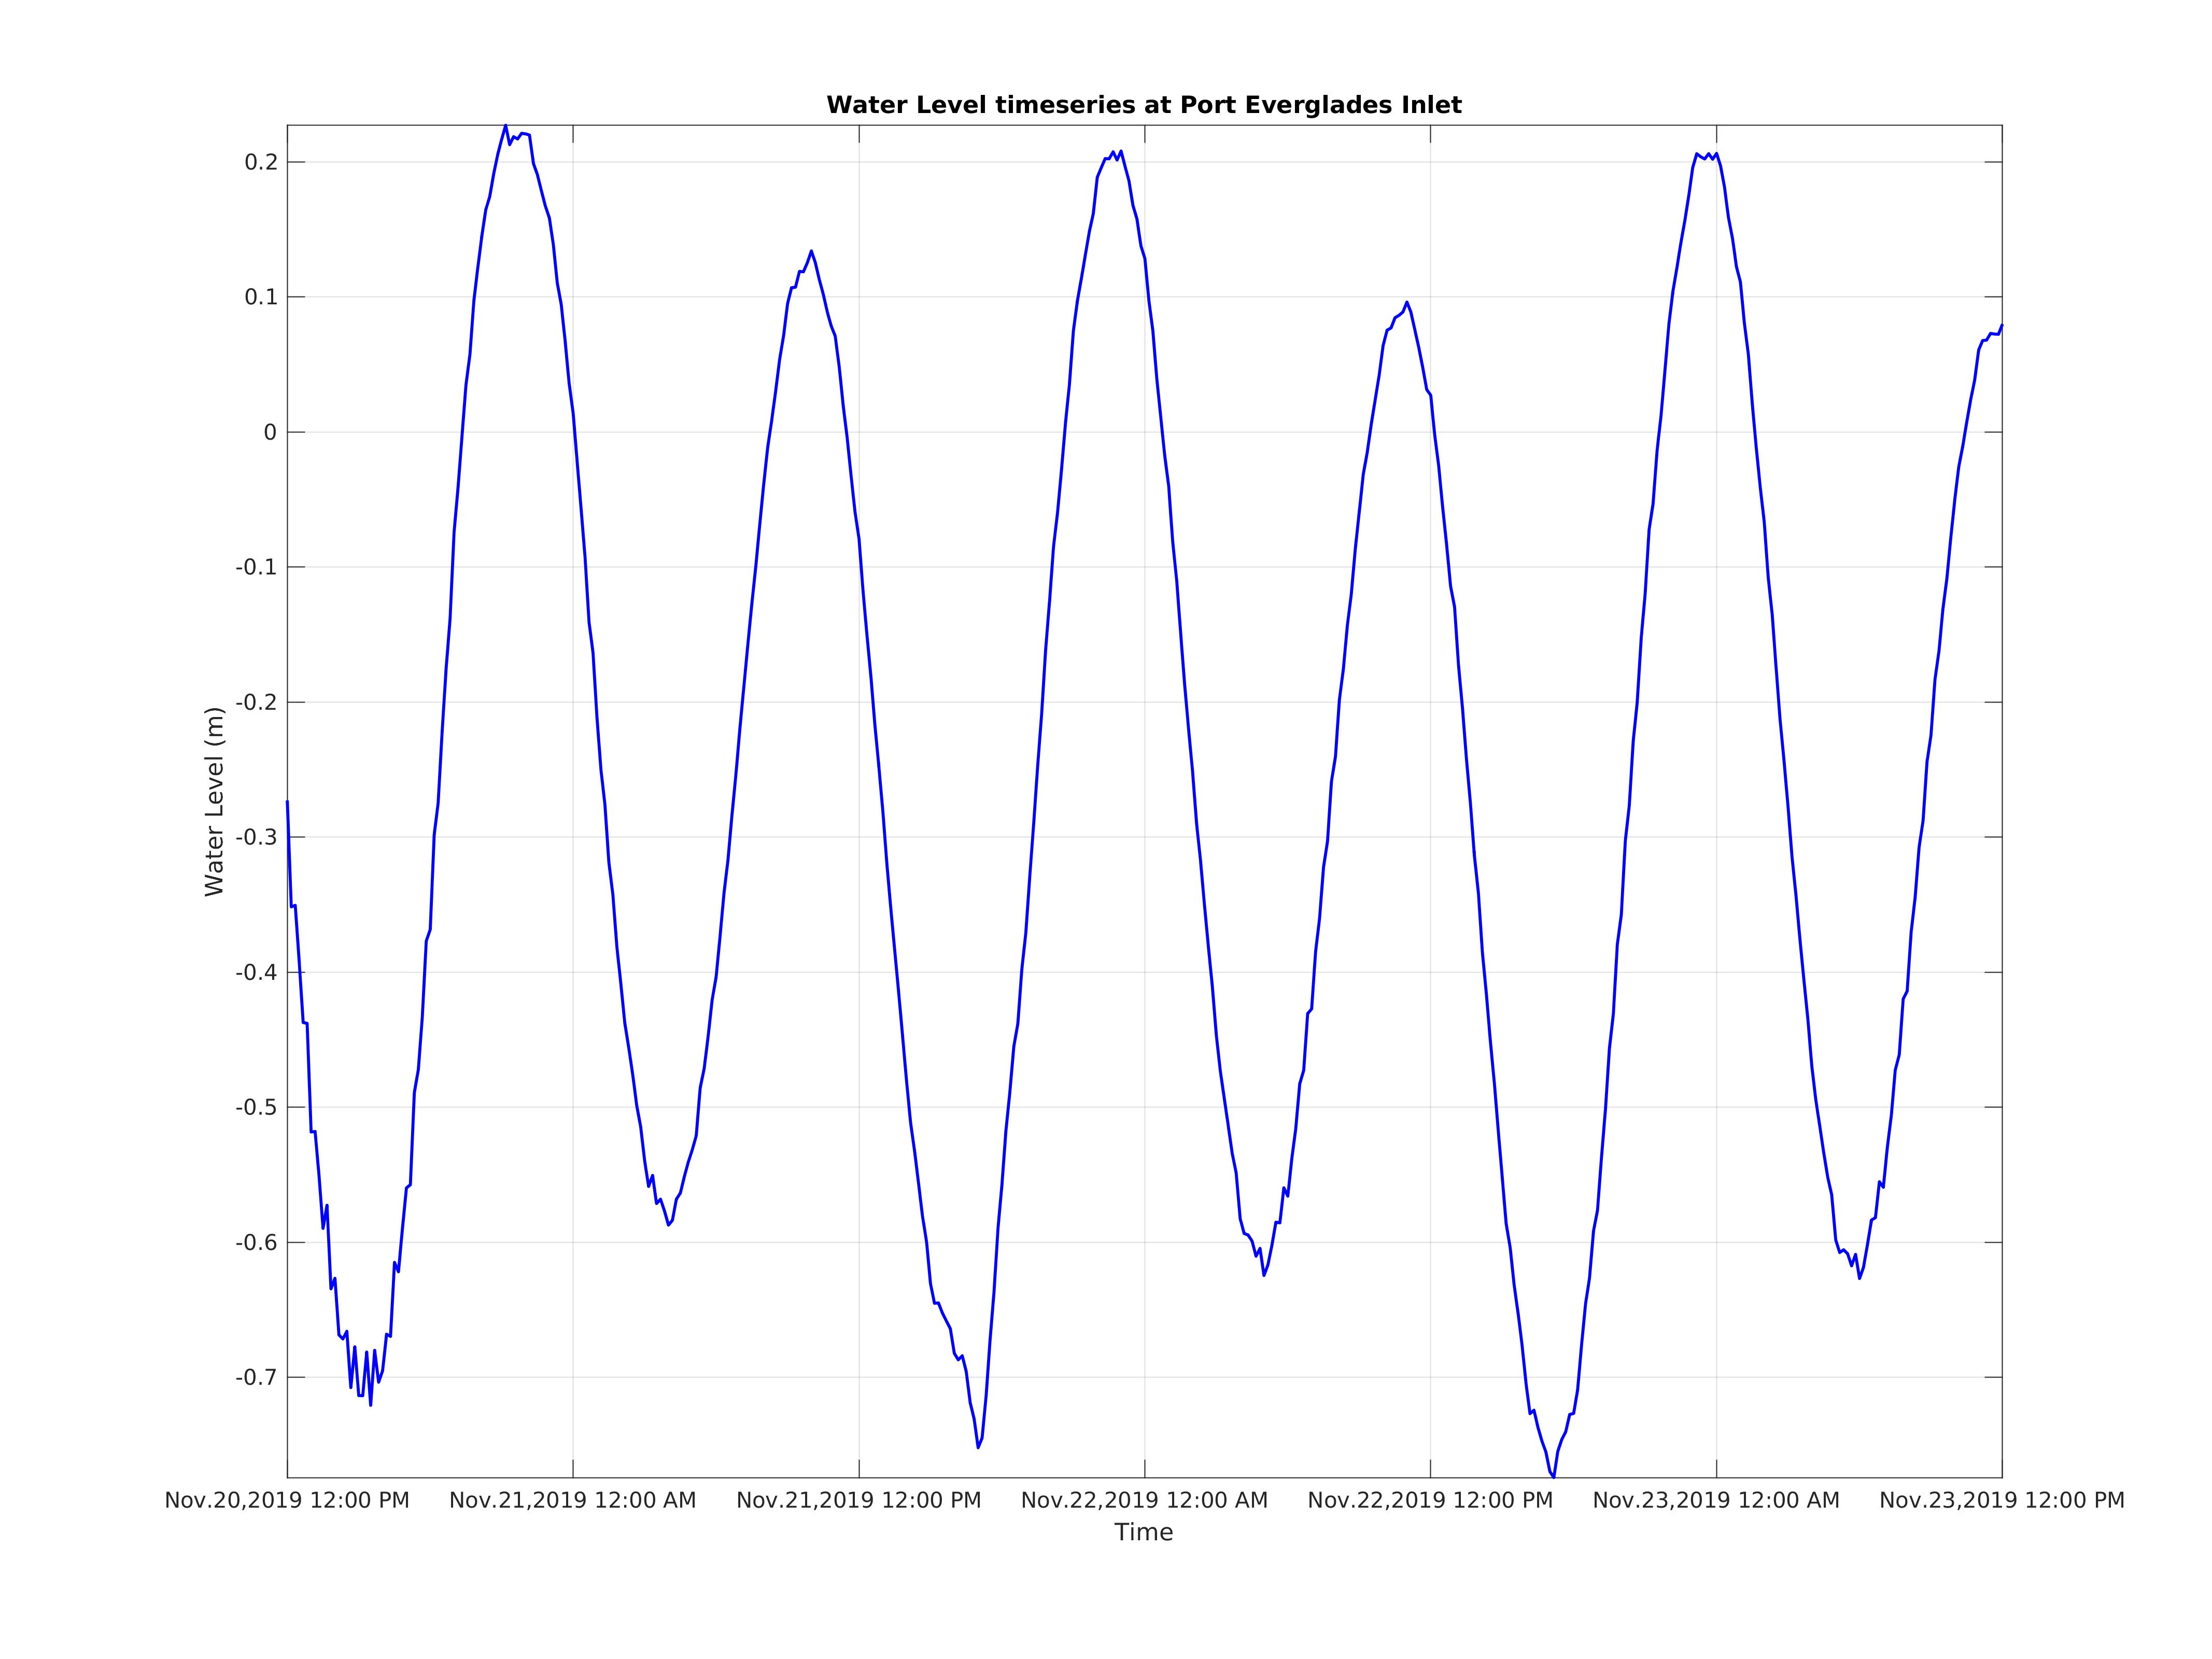 Water Level timeseries at Port Everglades Inlet
0.2
0.1
0
-0.1
-0.2
-0.3
-0.4
-0.5
-0.6
-0.7
Water Level (m)
Nov.20,2019 12:00 PM
Nov.21,2019 12:00 AM
Nov.21,2019 12:00 PM
Nov.22,2019 12:00 AM
Nov.22,2019 12:00 PM
Nov.23,2019 12:00 AM
Nov.23,2019 12:00 PM
Time